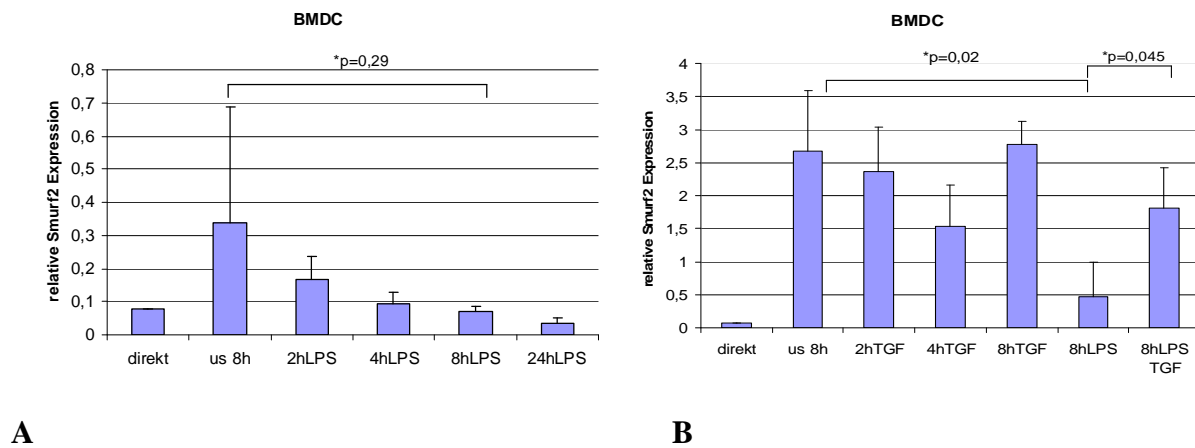 BMDC
*p=0,29
relative Smurf2 Expression
0,8
0,7
0,6
0,5
0,4
0,3
0,2
0,1
0
direkt us 8h 2hLPS 4hLPS 8hLPS 24hLPS
A
BMDC
*p=0,02 *p=0,045
relative Smurf2 Expression
4
3,5
3
2,5
2
1,5
1
0,5
0
direkt us 8h 2hTGF 4hTGF 8hTGF 8hLPS 8hLPS
TGF
B